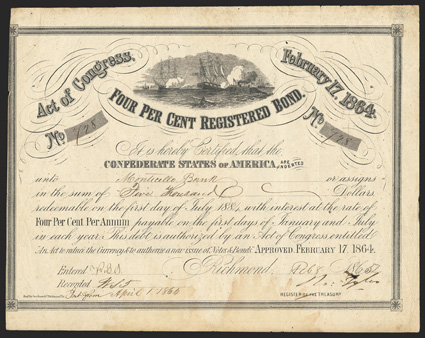 Act of Congress,
February 17, 1864.
FOUR PER CENT REGISTERED BOND.
No 728
No 728
It is hereby Certified, that the
CONFEDERATE STATES OF AMERICA, ARE INDEBTED
unto Monticello Bank or assigns
in the sum of Five Thousand Dollars
redeemable on the first day of July 188, with interest at the rate of
Four Per Cent. Per Annum payable on the first days of January and July
in each year. This debt is authorized by an Act of Congress entitled
An Act to reduce the Currency, & to authorize a new issue of Notes & Bonds" APPROVED. FEBRUARY 17, 1864.
Entered Richmond, 186
Recorded
REGISTER OF THE TREASURY.
April 1 1865